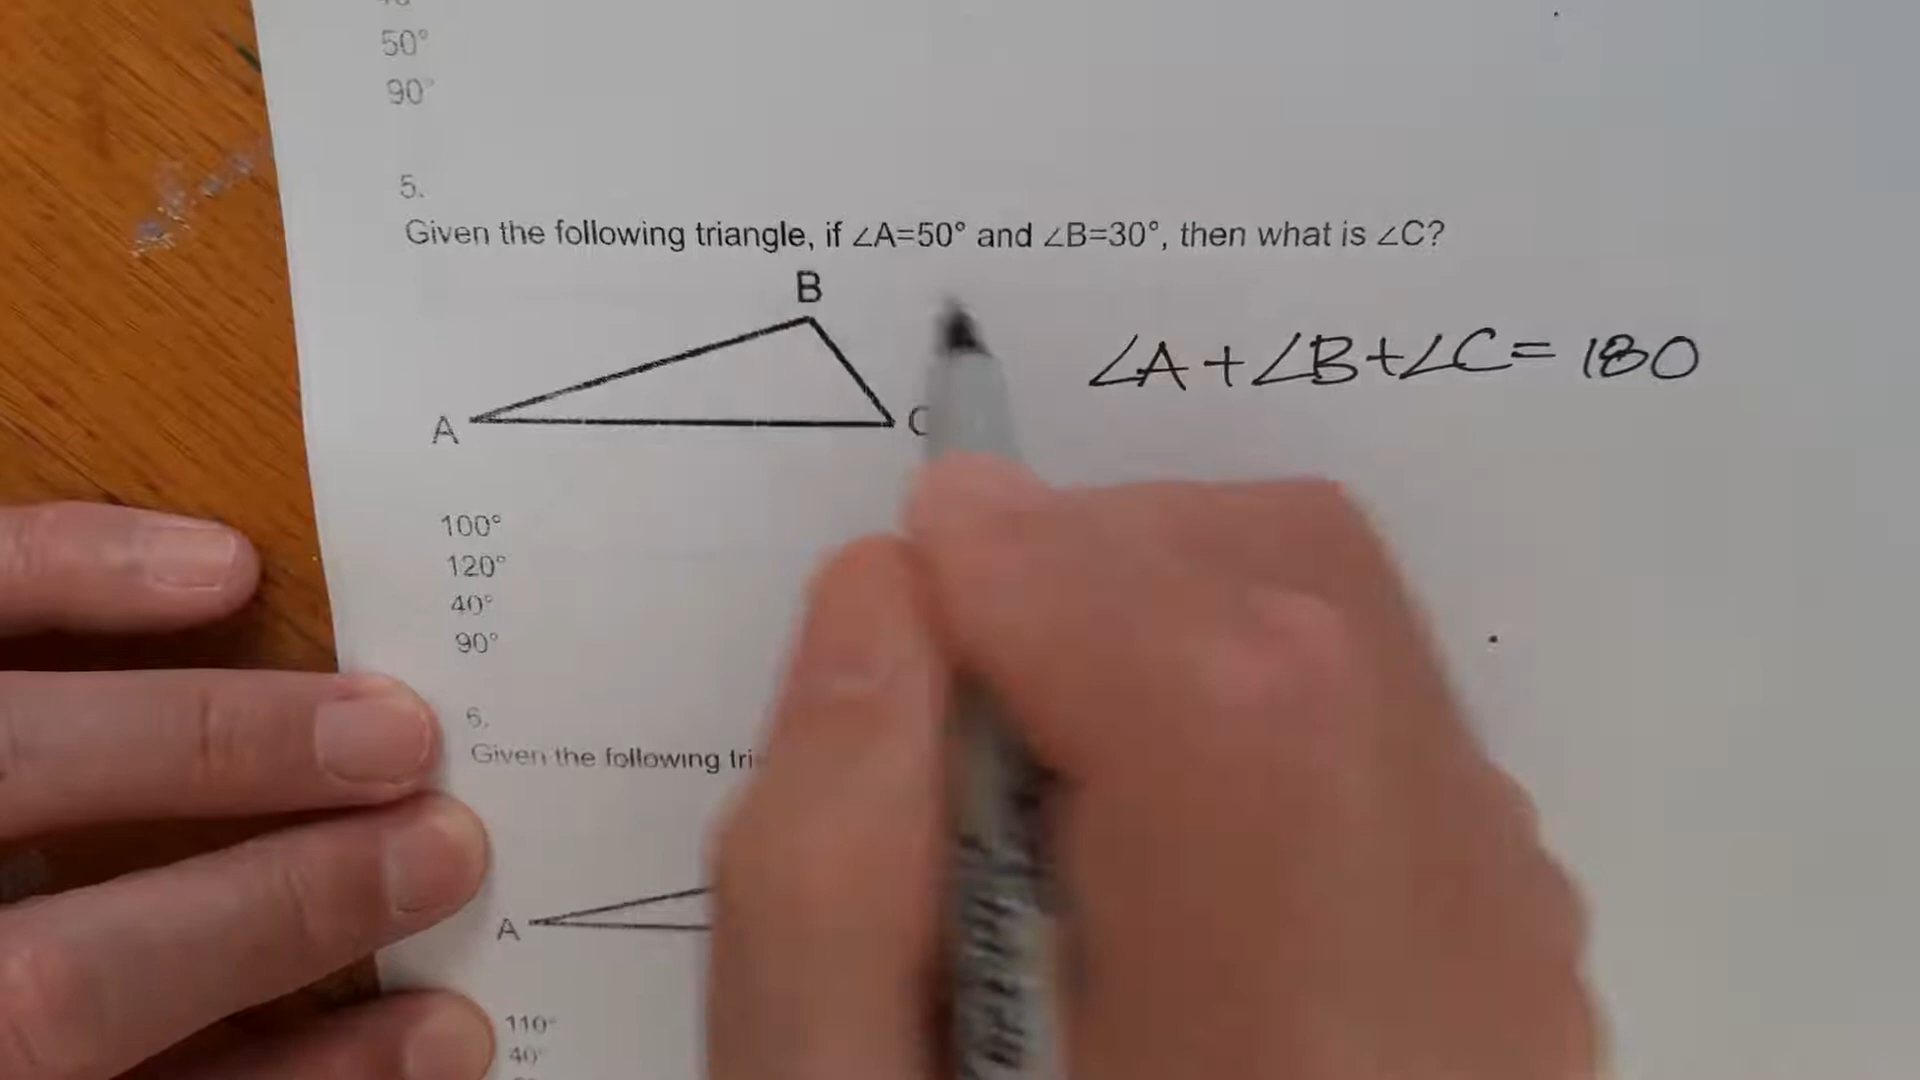 50°
90°
5.
Given the following triangle, if ∠A=50° and ∠B=30°, then what is ∠C?
B
∠A+∠B+∠C= 180
A
C
100°
120°
40°
90°
6.
Given the following
A
110°
40°